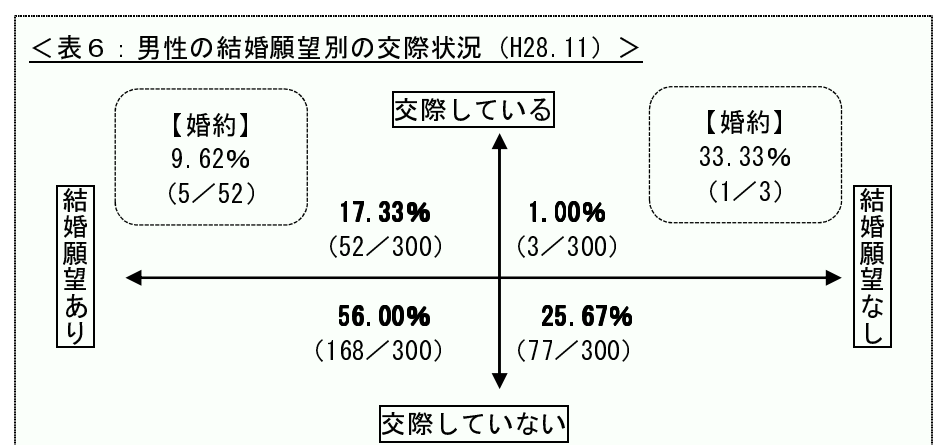 ＜表６：男性の結婚願望別の交際状況（H28.11）＞
交際している
【婚約】
9.62%
（5／52）
【婚約】
33.33%
（1／3）
結婚願望あり
17.33%
（52／300）
1.00%
（3／300）
結婚願望なし
56.00%
（168／300）
25.67%
（77／300）
交際していない